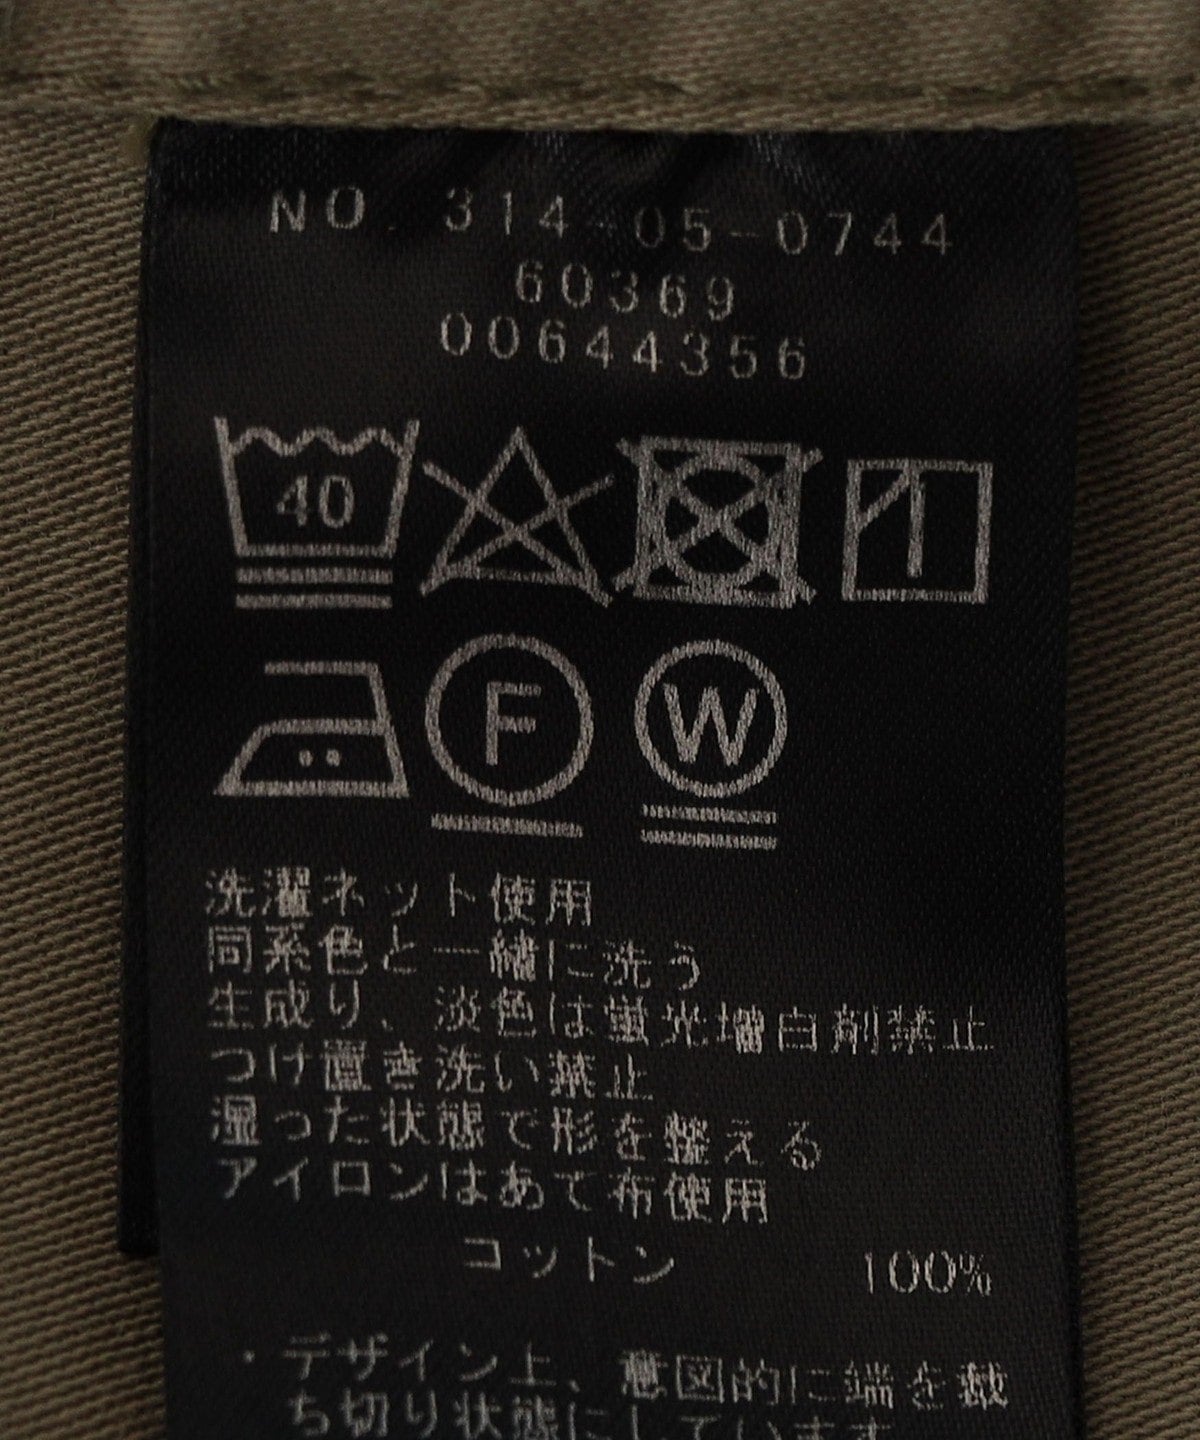 NO. 314-05-0744
60369
00644356
40
F
W
洗濯ネット使用
同系色と一緒に洗う
生成り、淡色は蛍光増白剤禁止
つけ置き洗い禁止
湿った状態で形を整える
アイロンはあて布使用
コットン 100%
・デザイン上、意図的に端を裁
ち切り状態にしています